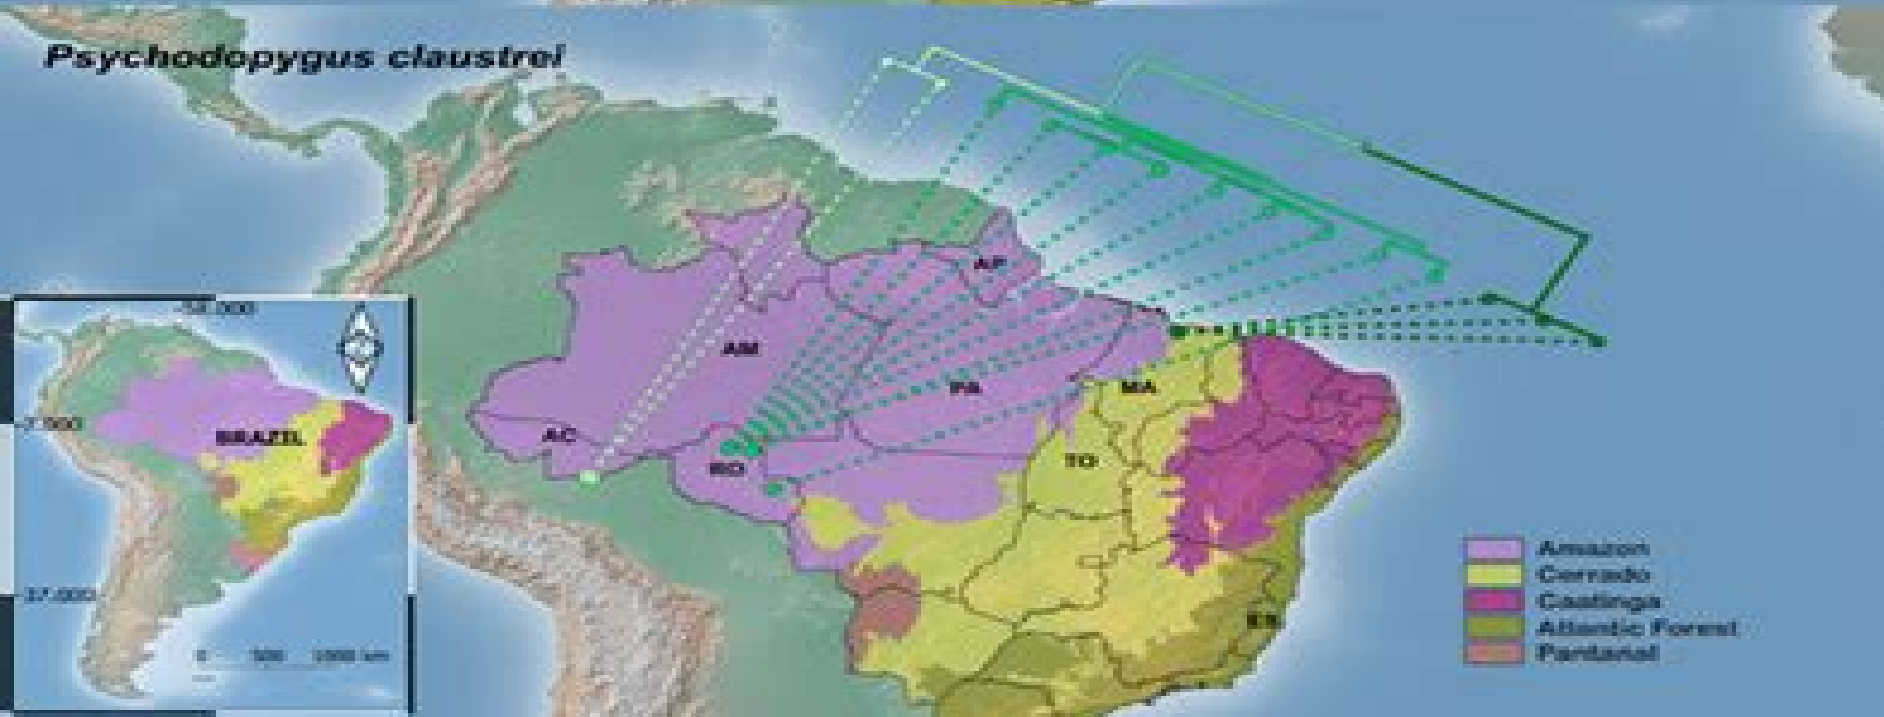 Psychodopygus claustrei
AP
AM
PA
MA
AC
RO
TO
ES
BRAZIL
0 500 1000 km
Amazon
Cerrado
Caatinga
Atlantic Forest
Pantanal